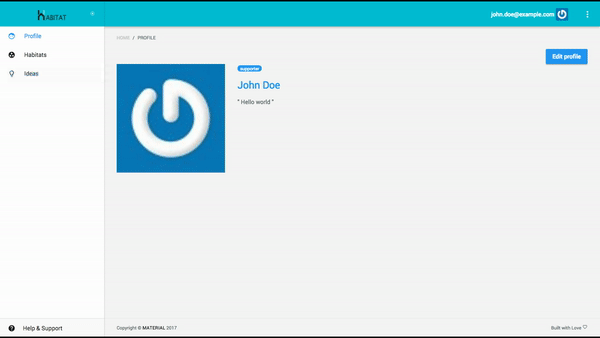 HABITAT
john.doe@example.com
Profile
Habitats
Ideas
HOME / PROFILE
Edit profile
supporter
John Doe
" Hello world "
Help & Support
Copyright © MATERIAL 2017
Built with Love